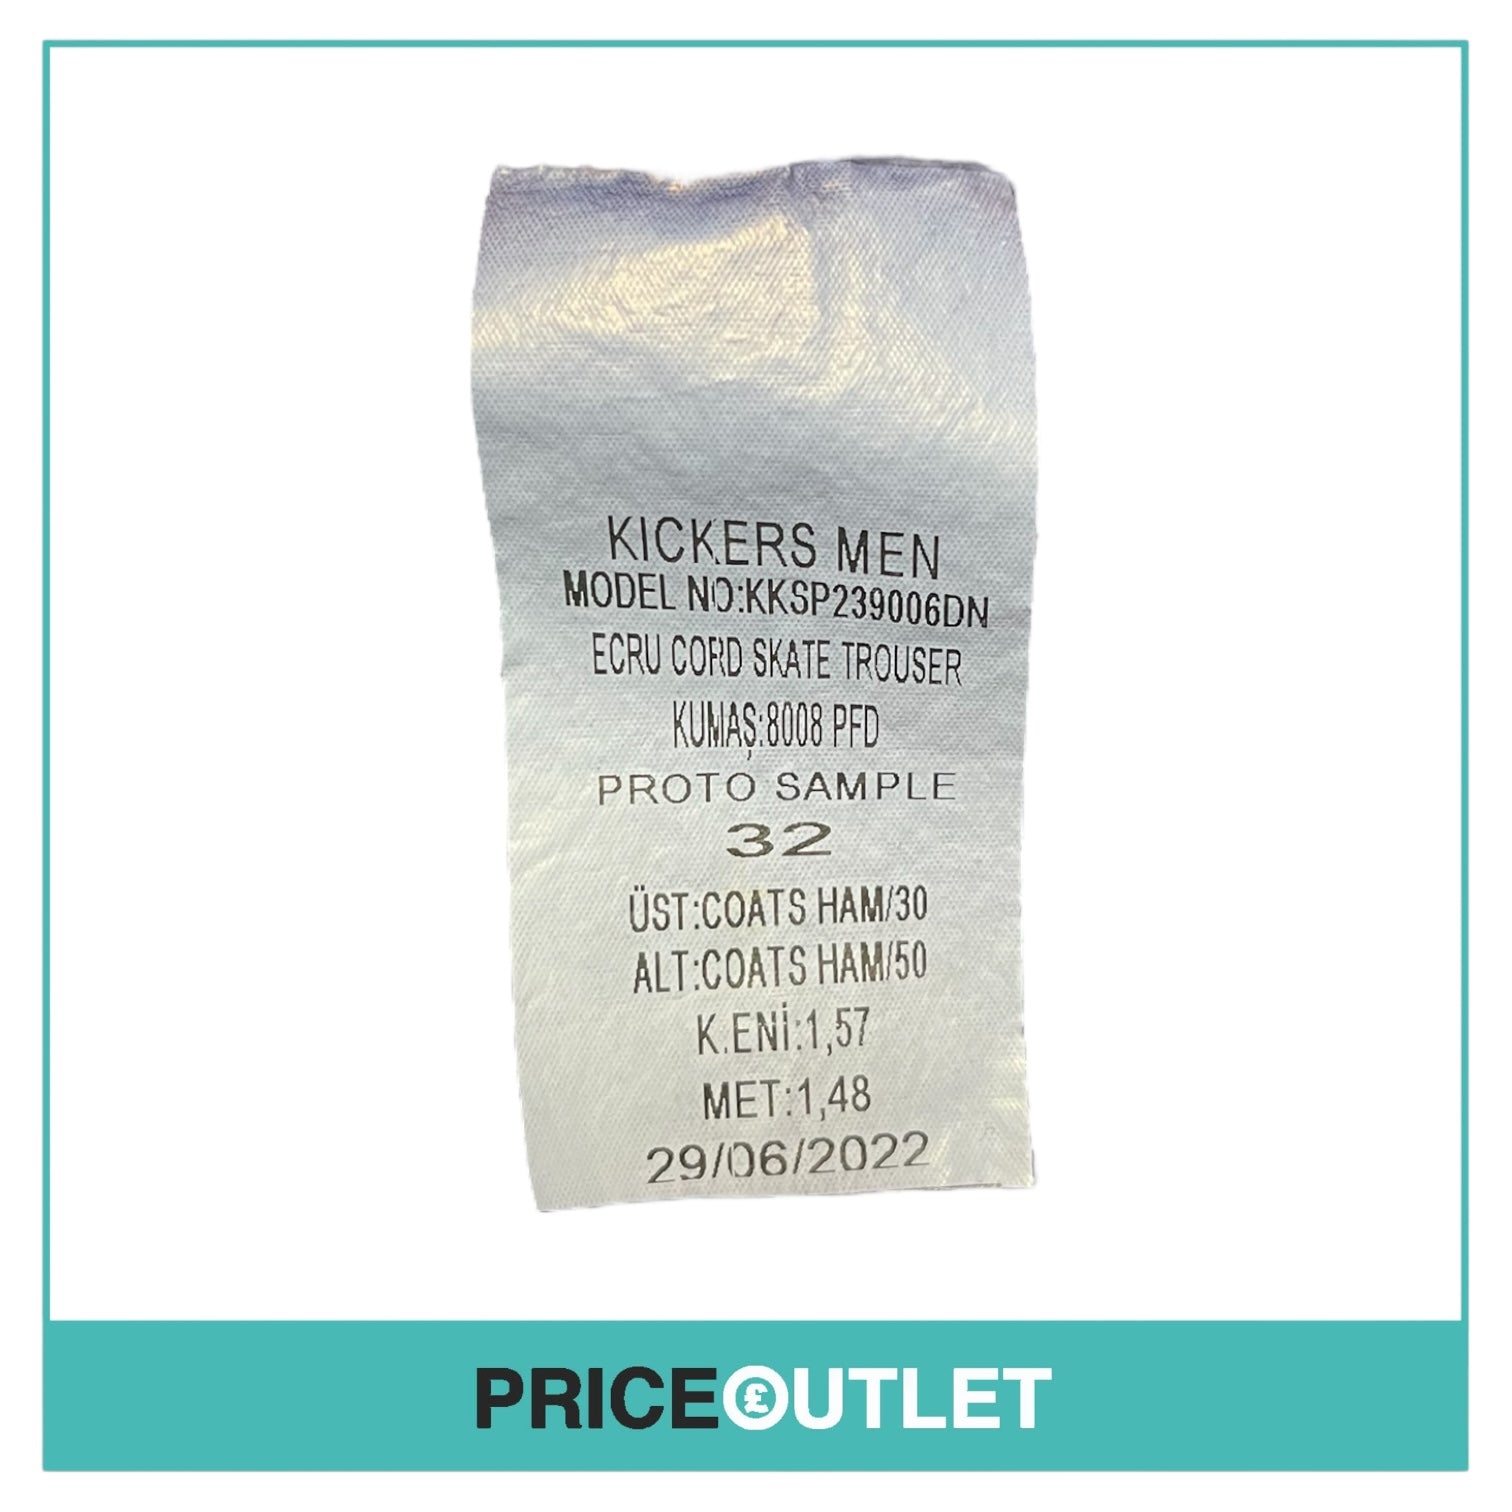 KICKERS MEN
MODEL NO:KKSP239006DN
ECRU CORD SKATE TROUSER
KUMAŞ:8008 PFD
PROTO SAMPLE
32
ÜST:COATS HAM/30
ALT:COATS HAM/50
K.ENİ:1,57
MET:1,48
29/06/2022
PRICE£OUTLET